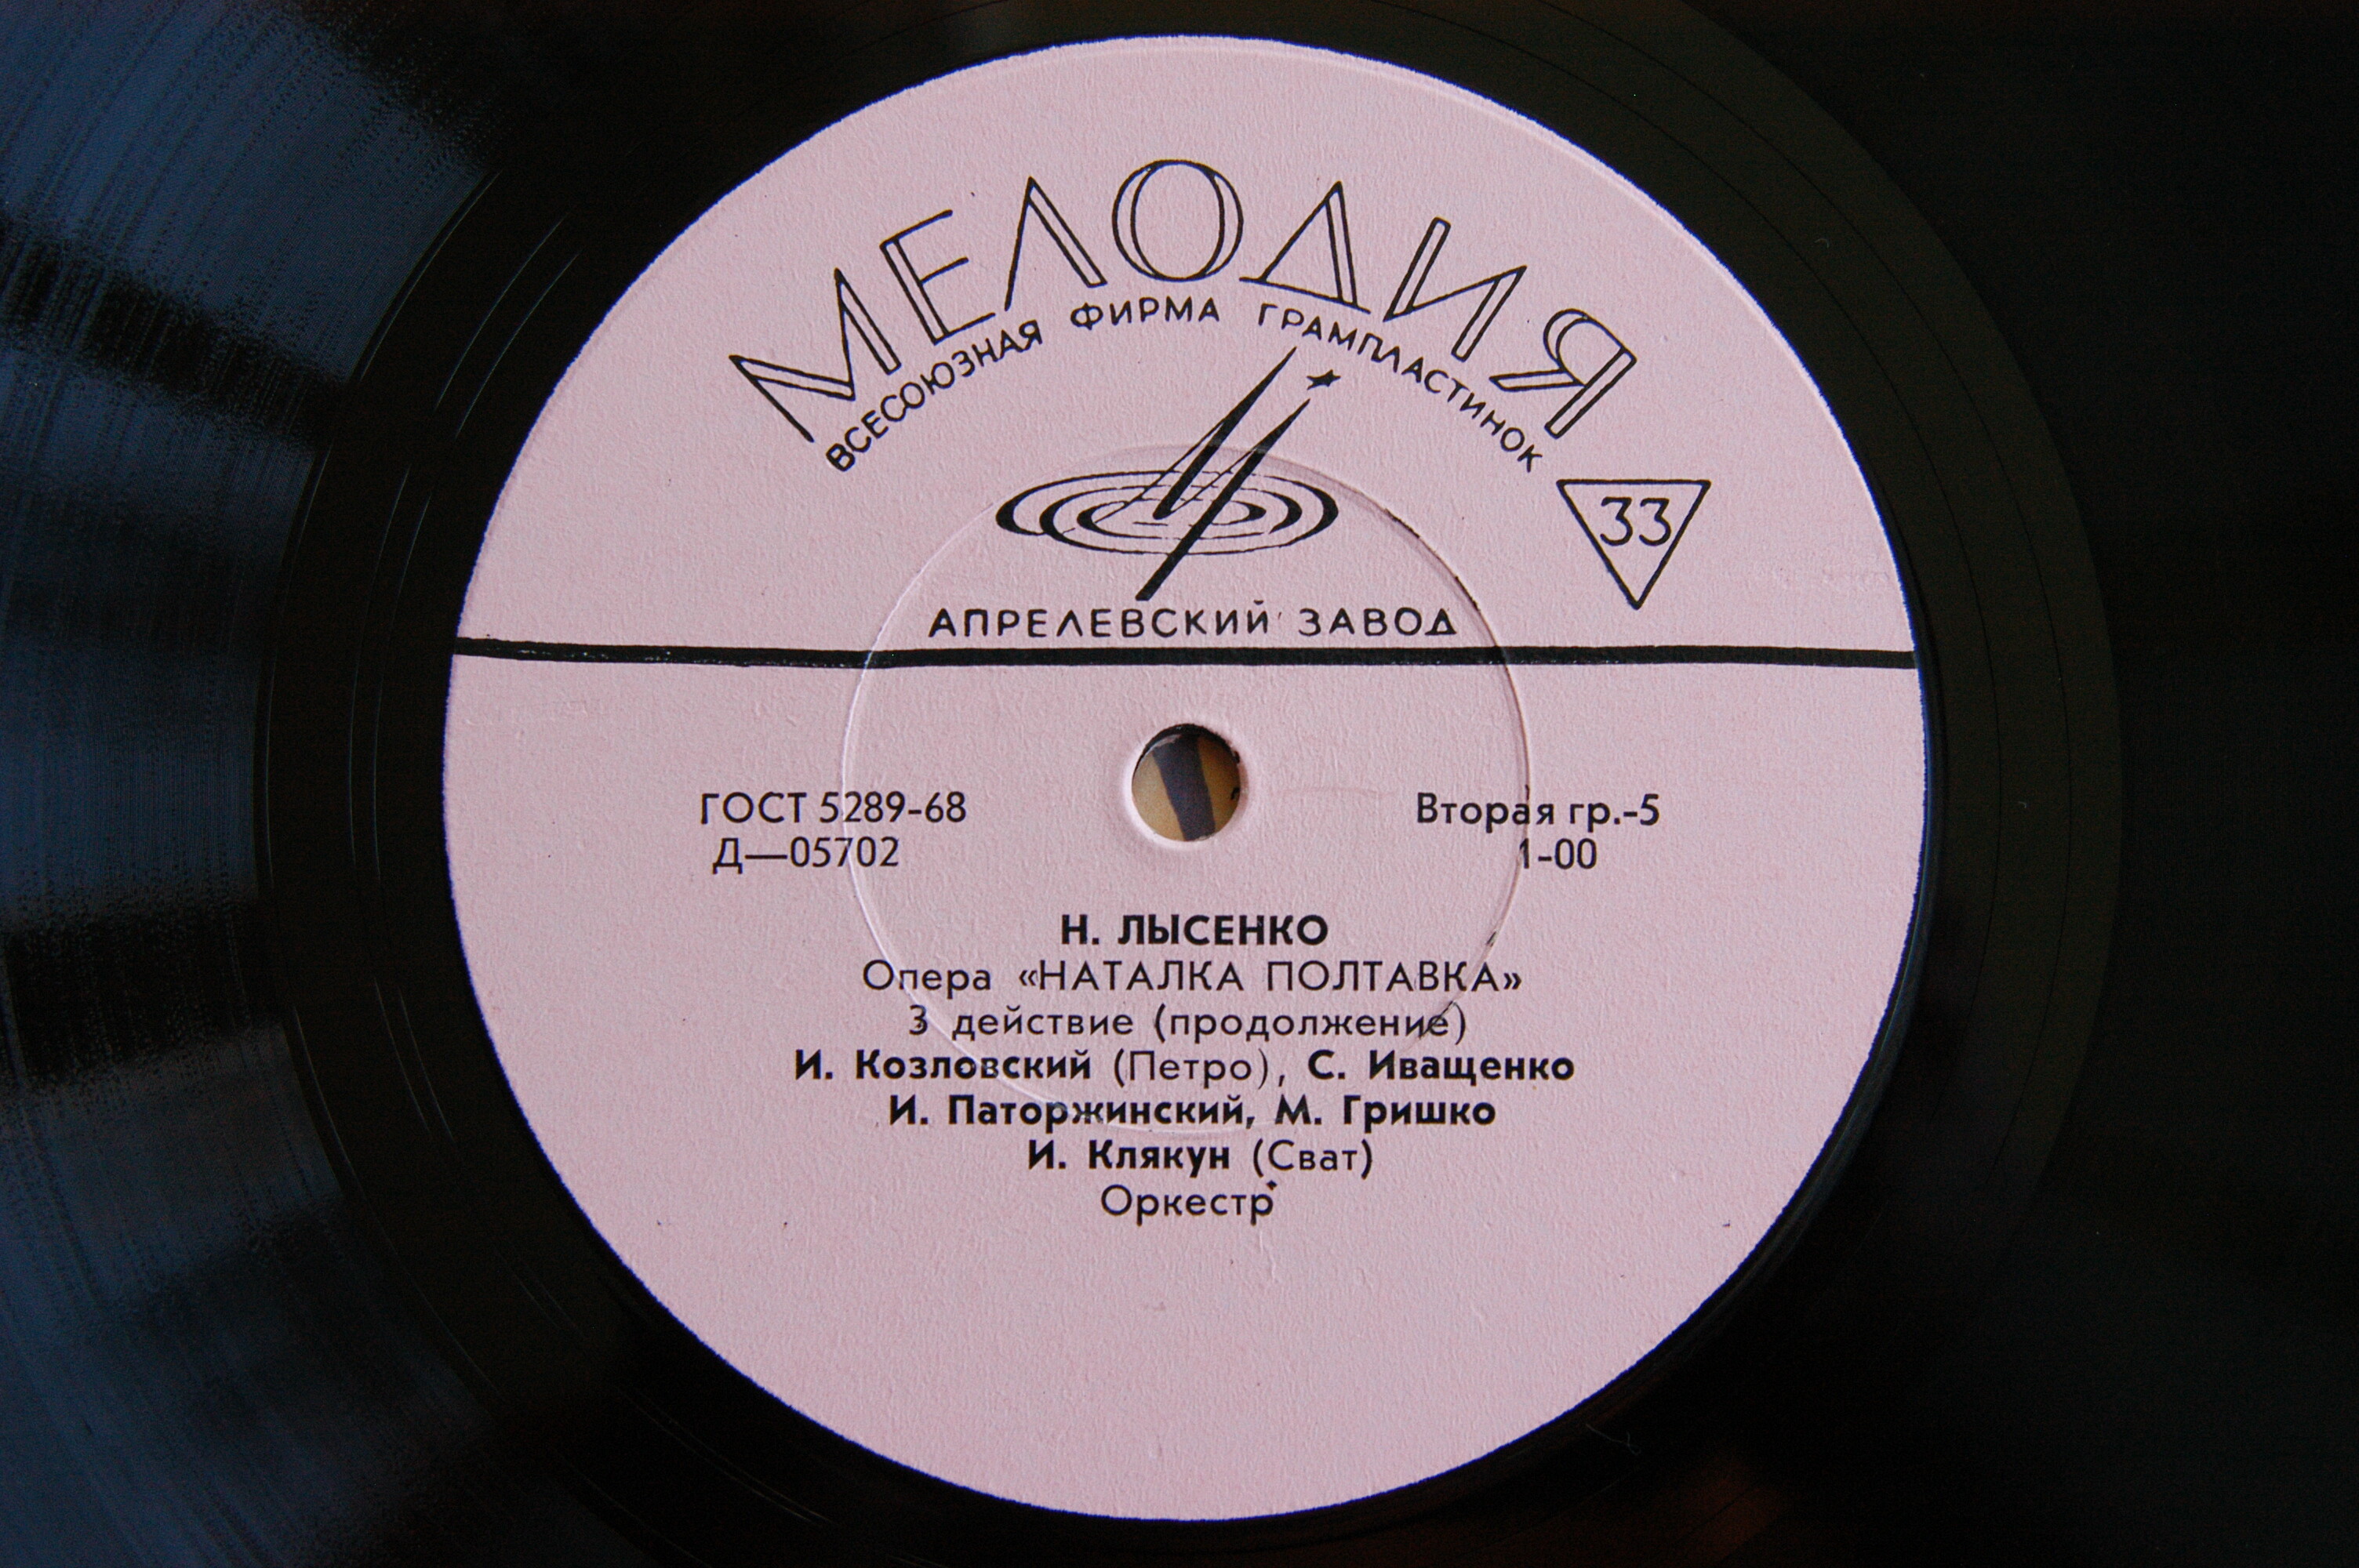 МЕЛОДИЯ
ВСЕСОЮЗНАЯ ФИРМА ГРАМПЛАСТИНОК
33
АПРЕЛЕВСКИЙ ЗАВОД
ГОСТ 5289-68
Д—05702
Вторая гр.-5
1-00
Н. ЛЫСЕНКО
Опера «НАТАЛКА ПОЛТАВКА»
3 действие (продолжение)
И. Козловский (Петро), С. Иващенко
И. Паторжинский, М. Гришко
И. Клякун (Сват)
Оркестр